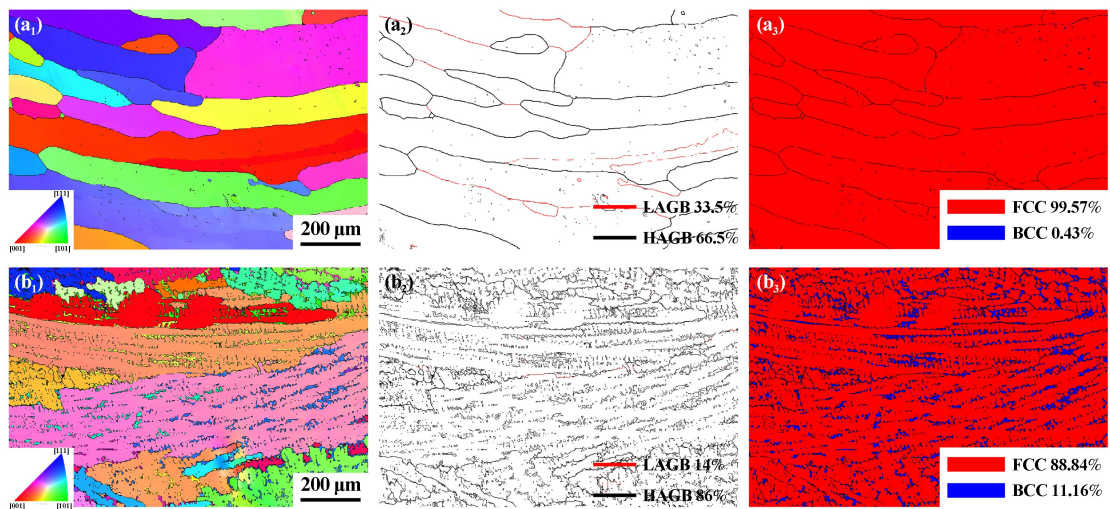 (a1)
[111]
[001] [101]
200 μm
(a2)
LAGB 33.5%
HAGB 66.5%
(a3)
FCC 99.57%
BCC 0.43%
(b1)
[111]
[001] [101]
200 μm
(b2)
LAGB 14%
HAGB 86%
(b3)
FCC 88.84%
BCC 11.16%